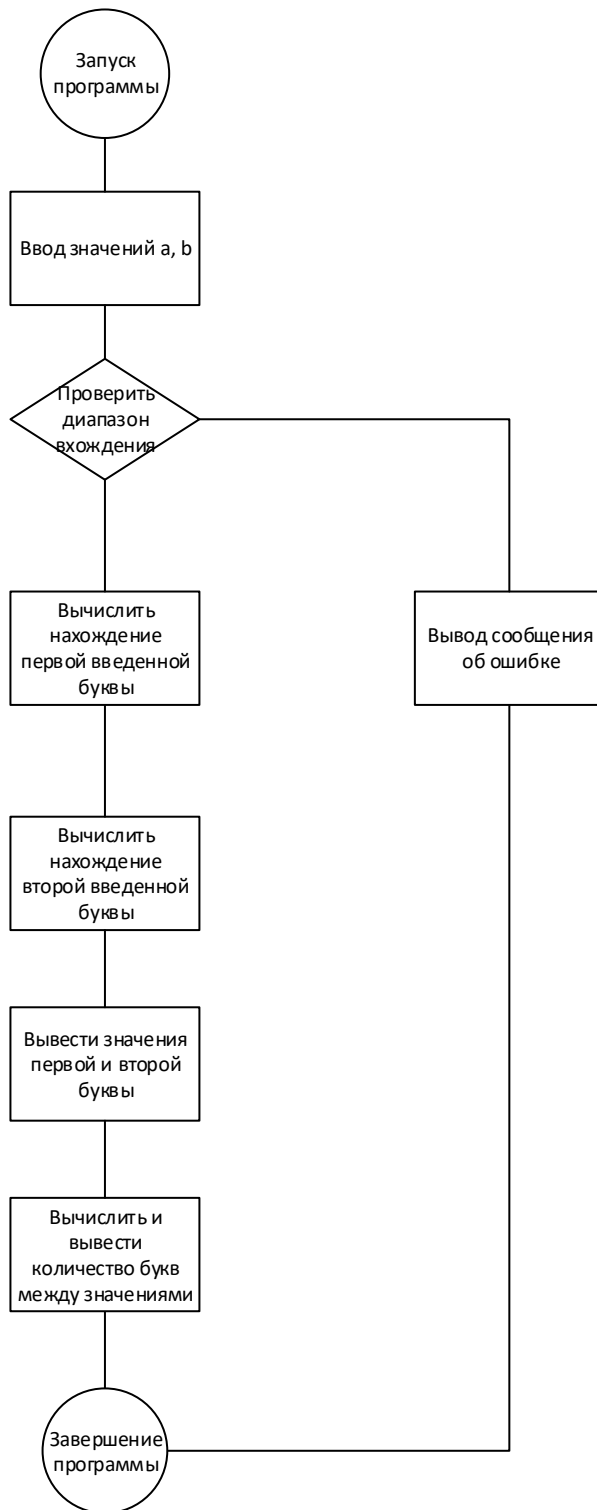 Запуск
программы
Ввод значений a, b
Проверить
диапазон
вхождения
Вычислить
нахождение
первой введенной
буквы
Вывод сообщения
об ошибке
Вычислить
нахождение
второй введенной
буквы
Вывести значения
первой и второй
буквы
Вычислить и
вывести
количество букв
между значениями
Завершение
программы